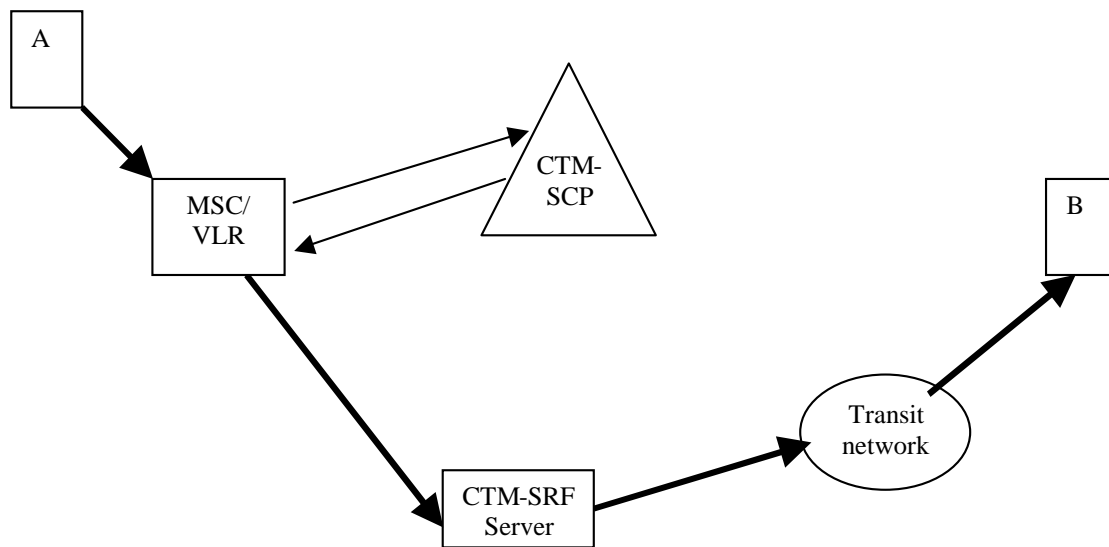 A
CTM-
SCP
MSC/
VLR
B
Transit
network
CTM-SRF
Server